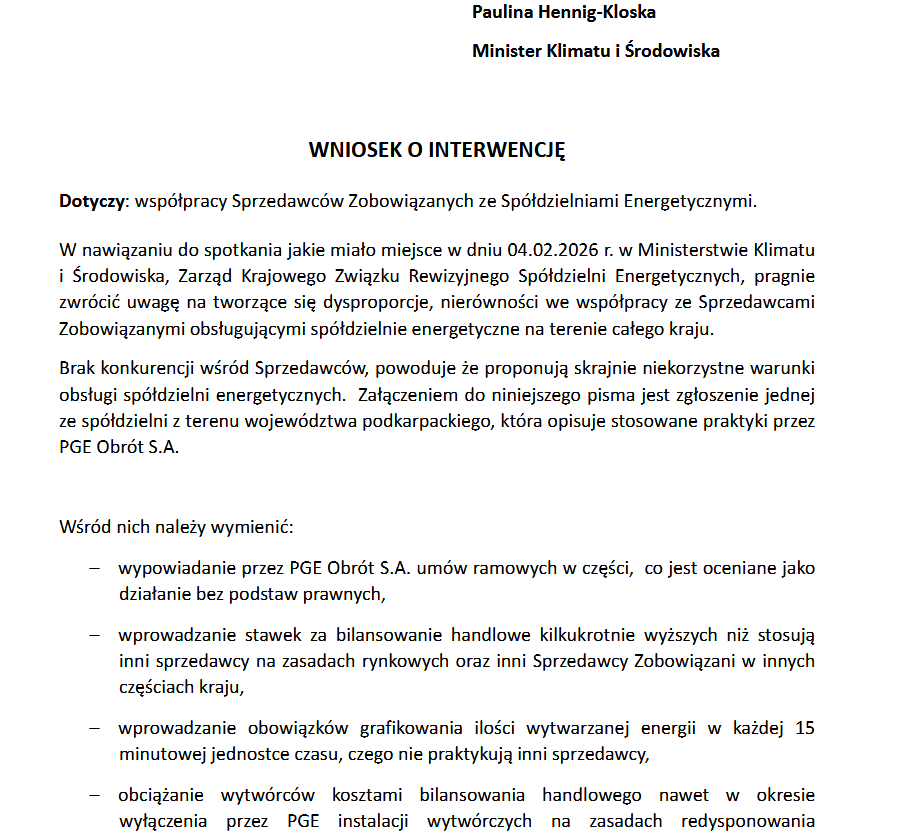 Paulina Hennig-Kloska
Minister Klimatu i Środowiska
WNIOSEK O INTERWENCJĘ
Dotyczy: współpracy Sprzedawców Zobowiązanych ze Spółdzielniami Energetycznymi.
W nawiązaniu do spotkania jakie miało miejsce w dniu 04.02.2026 r. w Ministerstwie Klimatu
i Środowiska, Zarząd Krajowego Związku Rewizyjnego Spółdzielni Energetycznych, pragnie
zwrócić uwagę na tworzące się dysproporcje, nierówności we współpracy ze Sprzedawcami
Zobowiązanymi obsługującymi spółdzielnie energetyczne na terenie całego kraju.
Brak konkurencji wśród Sprzedawców, powoduje że proponują skrajnie niekorzystne warunki
obsługi spółdzielni energetycznych.  Załączeniem do niniejszego pisma jest zgłoszenie jednej
ze spółdzielni z terenu województwa podkarpackiego, która opisuje stosowane praktyki przez
PGE Obrót S.A.
Wśród nich należy wymienić:
– wypowiadanie przez PGE Obrót S.A. umów ramowych w części,  co jest oceniane jako
działanie bez podstaw prawnych,
– wprowadzanie stawek za bilansowanie handlowe kilkukrotnie wyższych niż stosują
inni sprzedawcy na zasadach rynkowych oraz inni Sprzedawcy Zobowiązani w innych
częściach kraju,
– wprowadzanie obowiązków grafikowania ilości wytwarzanej energii w każdej 15
minutowej jednostce czasu, czego nie praktykują inni sprzedawcy,
– obciążanie wytwórców kosztami bilansowania handlowego nawet w okresie
wyłączenia przez PGE instalacji wytwórczych na zasadach redysponowania